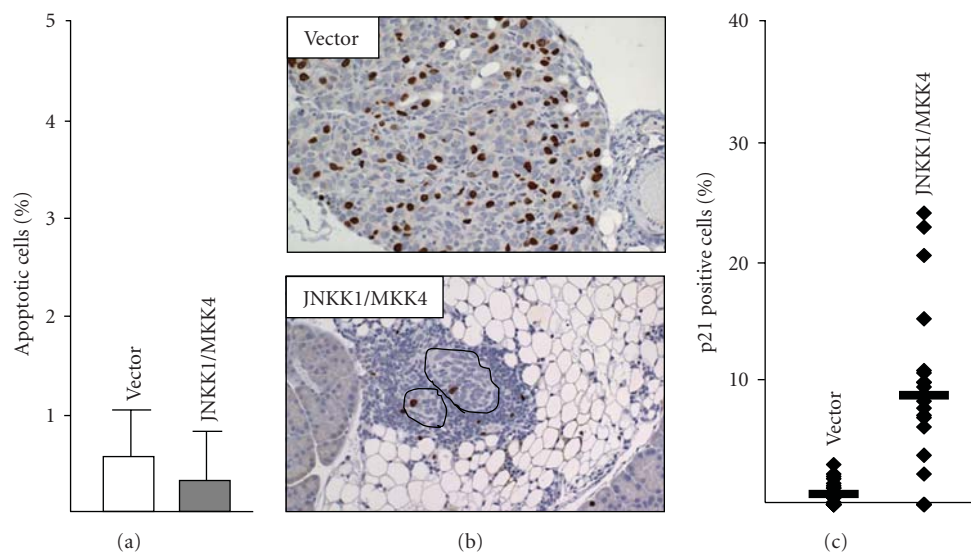 5
4
3
2
1
Apoptotic cells (%)
Vector
JNKK1/MKK4
(a)
Vector
JNKK1/MKK4
(b)
40
30
20
10
p21 positive cells (%)
Vector
JNKK1/MKK4
(c)